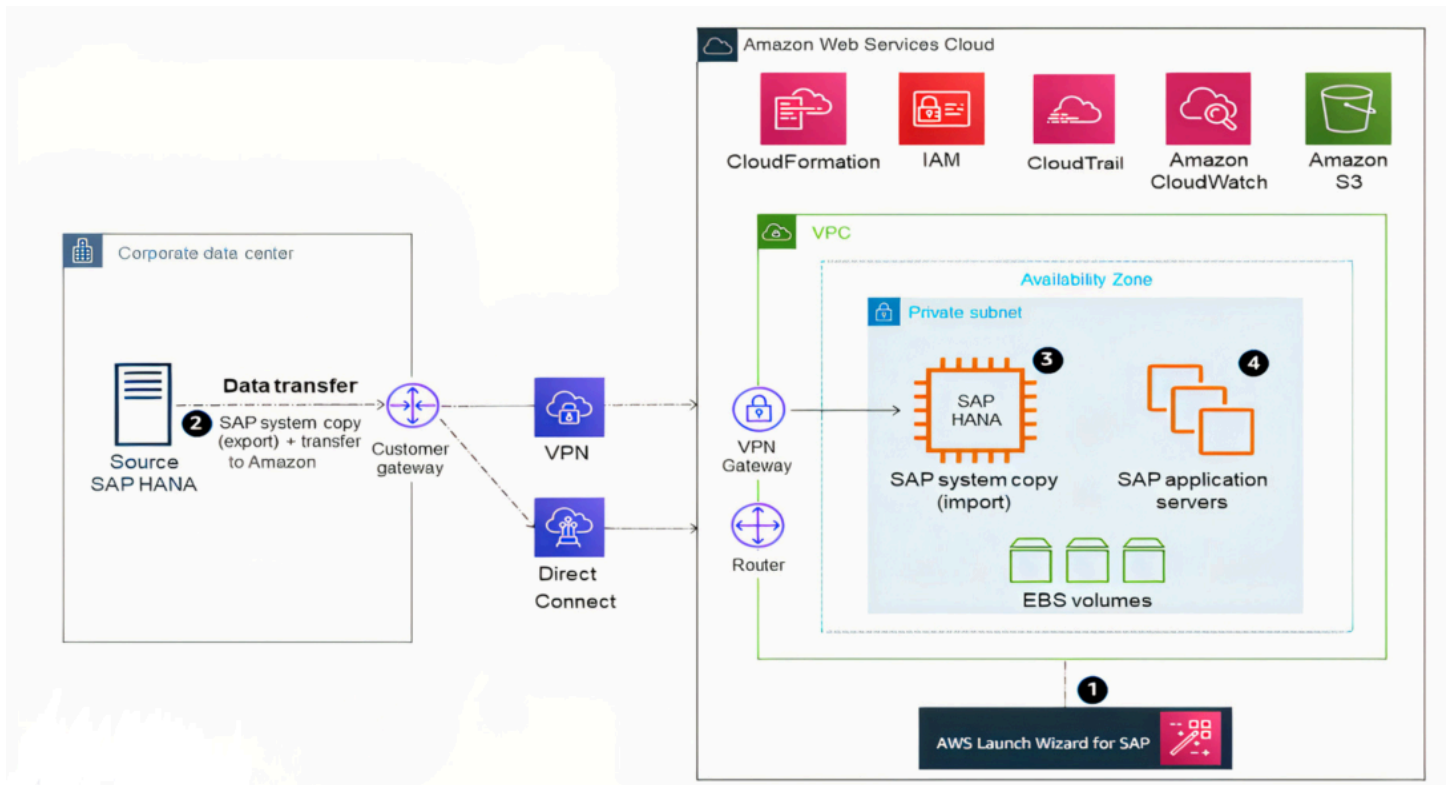 Amazon Web Services Cloud
CloudFormation
IAM
CloudTrail
Amazon
CloudWatch
Amazon
S3
Corporate data center
VPC
Availability Zone
Private subnet
Source
SAP HANA
2
Data transfer
SAP system copy
(export) + transfer
to Amazon
Customer
gateway
VPN
Direct
Connect
VPN
Gateway
Router
3
SAP
HANA
SAP system copy
(import)
4
SAP application
servers
EBS volumes
1
AWS Launch Wizard for SAP